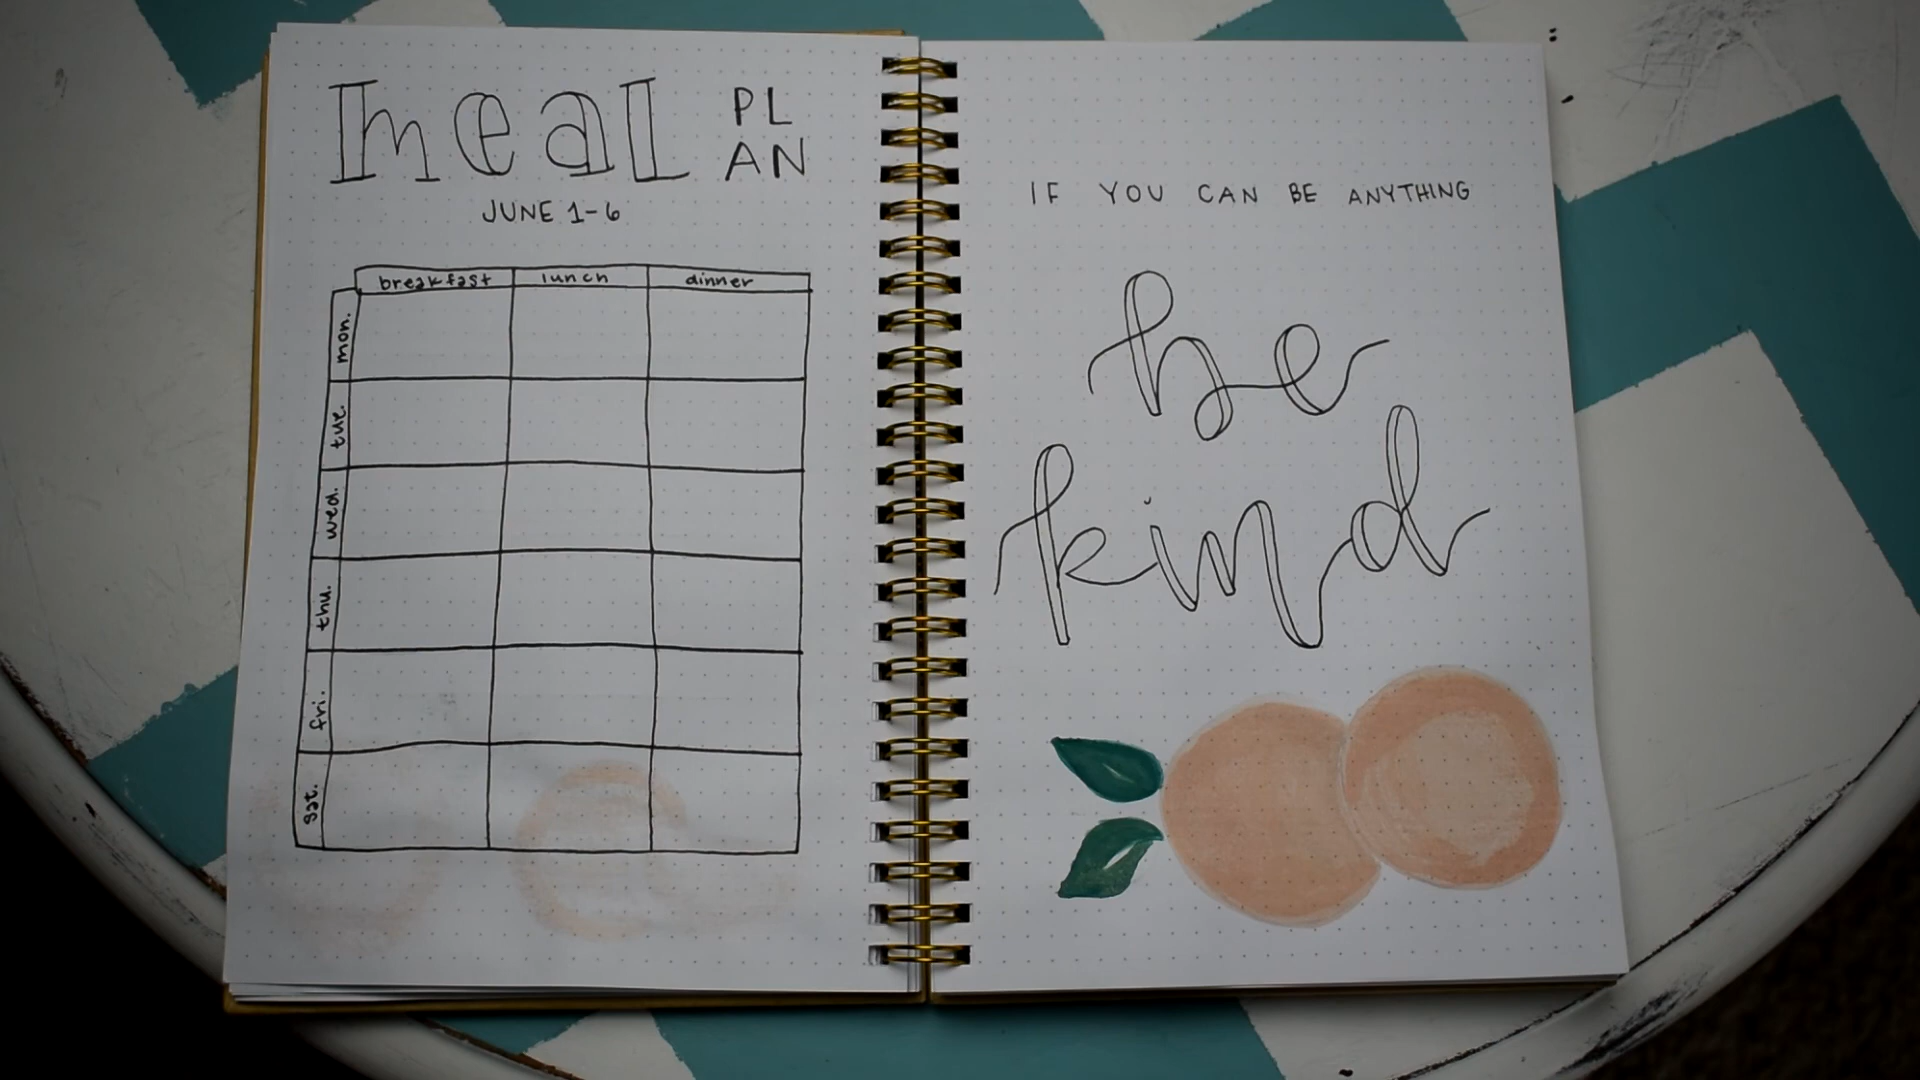 meal PL
AN
JUNE 1-6
breakfast lunch dinner
mon.
tue.
wed.
thu.
fri.
sat.
IF YOU CAN BE ANYTHING
be
kind